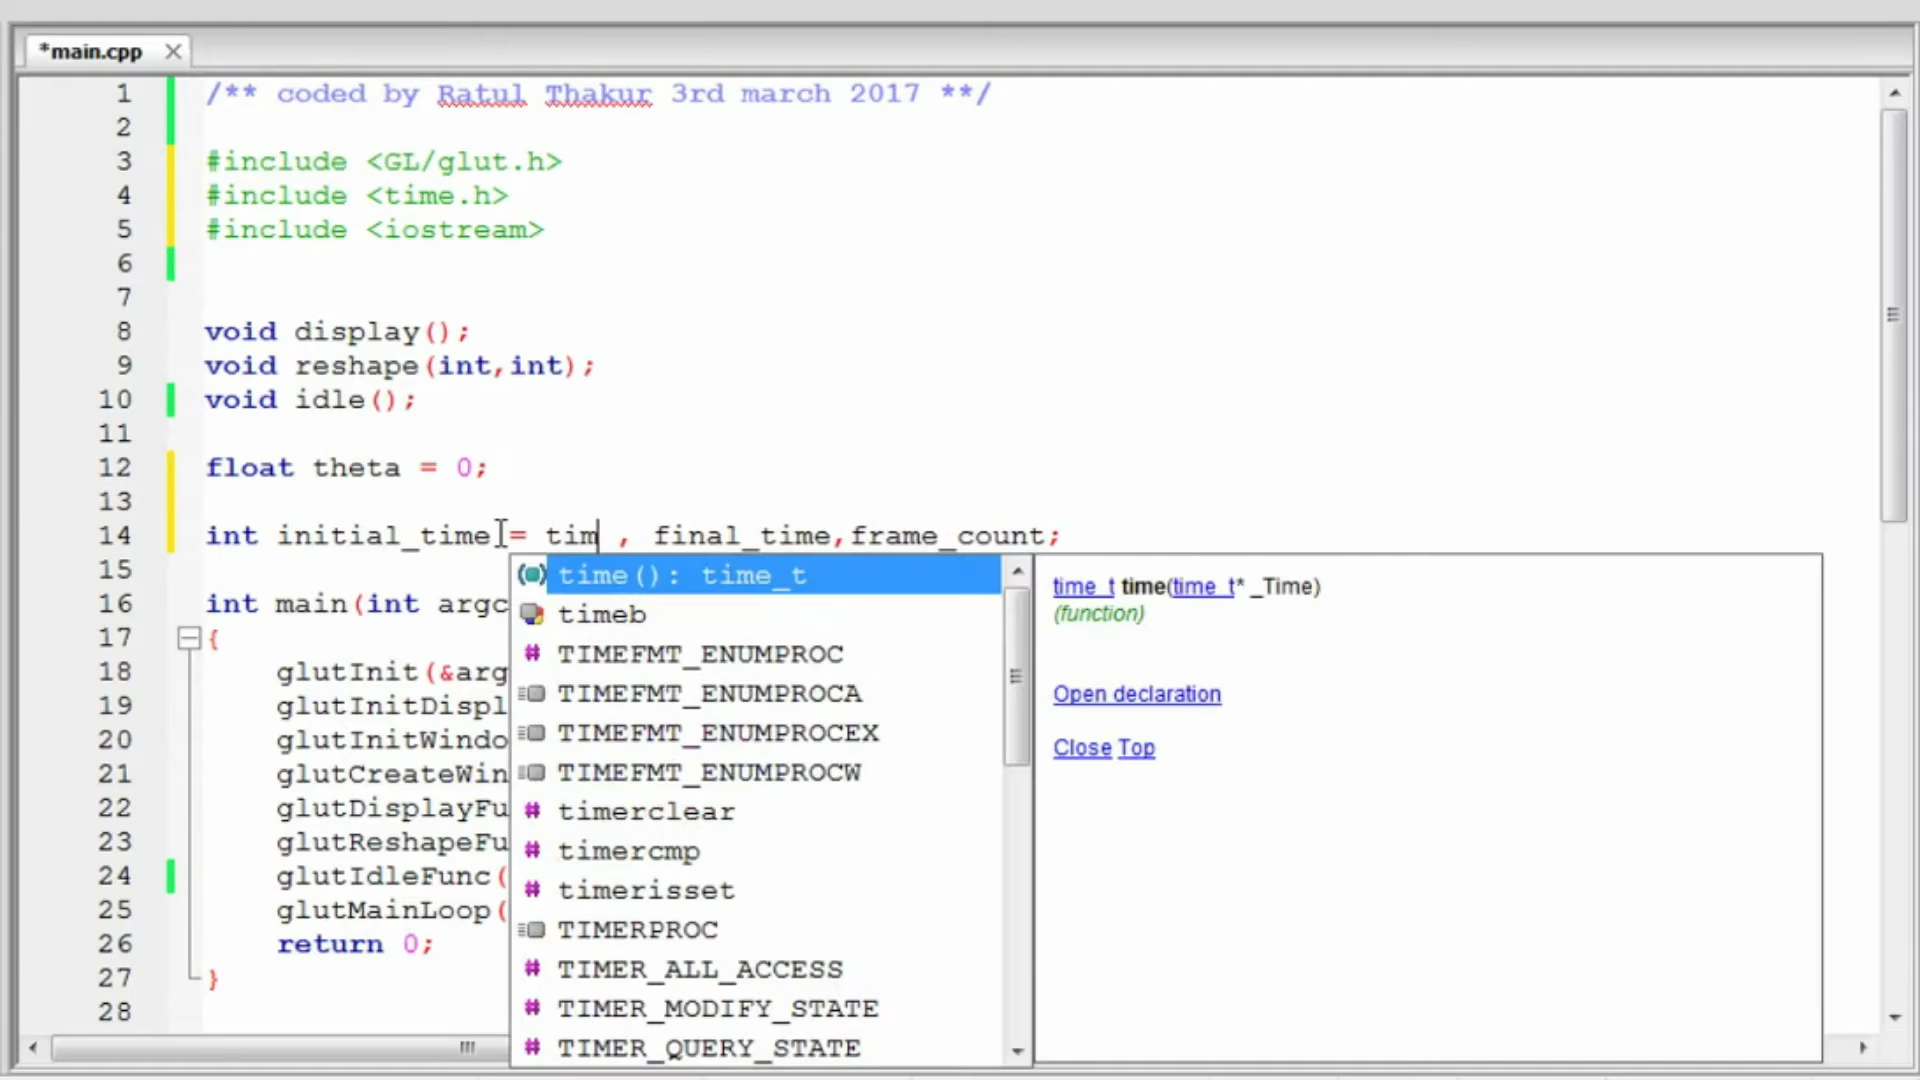 *main.cpp
1 /** coded by Ratul Thakur 3rd march 2017 **/
2
3 #include <GL/glut.h>
4 #include <time.h>
5 #include <iostream>
6
7
8 void display();
9 void reshape(int,int);
10 void idle();
11
12 float theta = 0;
13
14 int initial_time = tim , final_time,frame_count;
15
16 int main(int argc
17 {
18 glutInit(&arg
19 glutInitDispl
20 glutInitWindo
21 glutCreateWin
22 glutDisplayFu
23 glutReshapeFu
24 glutIdleFunc(
25 glutMainLoop(
26 return 0;
27 }
28
time(): time_t
timeb
TIMEFMT_ENUMPROC
TIMEFMT_ENUMPROCA
TIMEFMT_ENUMPROCEX
TIMEFMT_ENUMPROCW
timerclear
timercmp
timerisset
TIMERPROC
TIMER_ALL_ACCESS
TIMER_MODIFY_STATE
TIMER_QUERY_STATE
time_t time(time_t* _Time)
(function)
Open declaration
Close Top